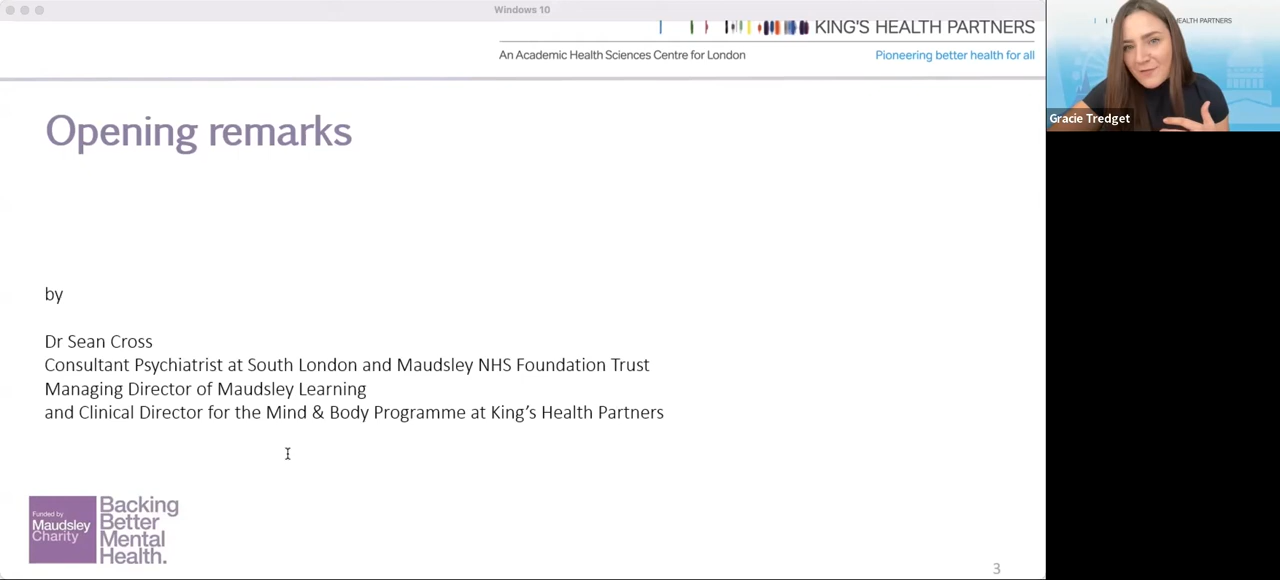 Windows 10
KING'S HEALTH PARTNERS
An Academic Health Sciences Centre for London
Pioneering better health for all
EALTH PARTNERS
Gracie Tredget
Opening remarks
by
Dr Sean Cross
Consultant Psychiatrist at South London and Maudsley NHS Foundation Trust
Managing Director of Maudsley Learning
and Clinical Director for the Mind & Body Programme at King's Health Partners
Funded by
Maudsley
Charity
Backing
Better
Mental
Health.
3